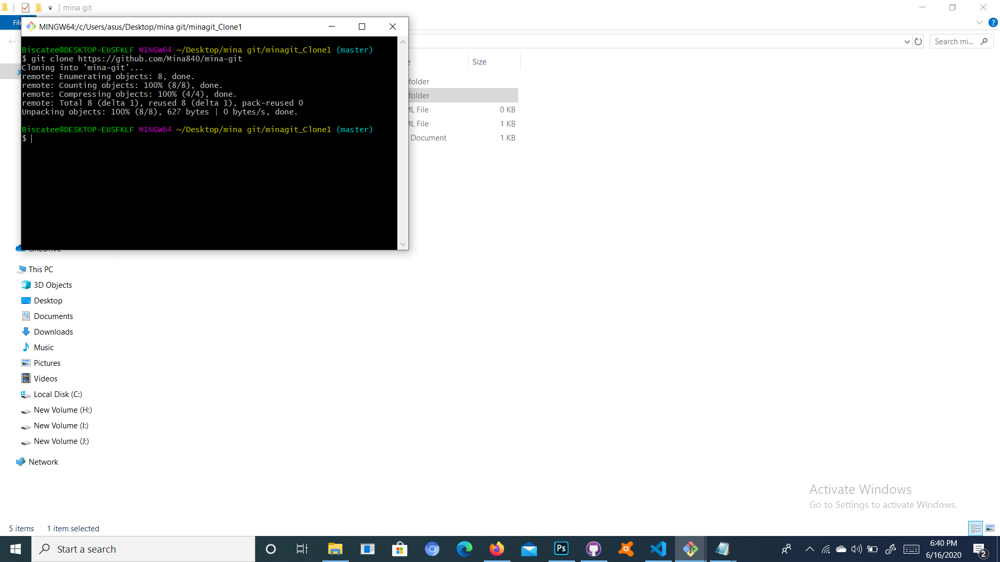 mina git
MINGW64:/c/Users/asus/Desktop/mina git/minagit_Clone1
Biscatee@DESKTOP-EUSFKLF MINGW64 ~/Desktop/mina git/minagit_Clone1 (master)
$ git clone https://github.com/Mina840/mina-git
Cloning into 'mina-git'...
remote: Enumerating objects: 8, done.
remote: Counting objects: 100% (8/8), done.
remote: Compressing objects: 100% (4/4), done.
remote: Total 8 (delta 1), reused 8 (delta 1), pack-reused 0
Unpacking objects: 100% (8/8), 627 bytes | 0 bytes/s, done.
Biscatee@DESKTOP-EUSFKLF MINGW64 ~/Desktop/mina git/minagit_Clone1 (master)
$
Search mi...
Size
folder
folder
File 0 KB
File 1 KB
Document 1 KB
OneDrive
This PC
3D Objects
Desktop
Documents
Downloads
Music
Pictures
Videos
Local Disk (C:)
New Volume (H:)
New Volume (I:)
New Volume (J:)
Network
Activate Windows
Go to Settings to activate Windows.
5 items 1 item selected
Start a search
Ps
6:40 PM
6/16/2020
2